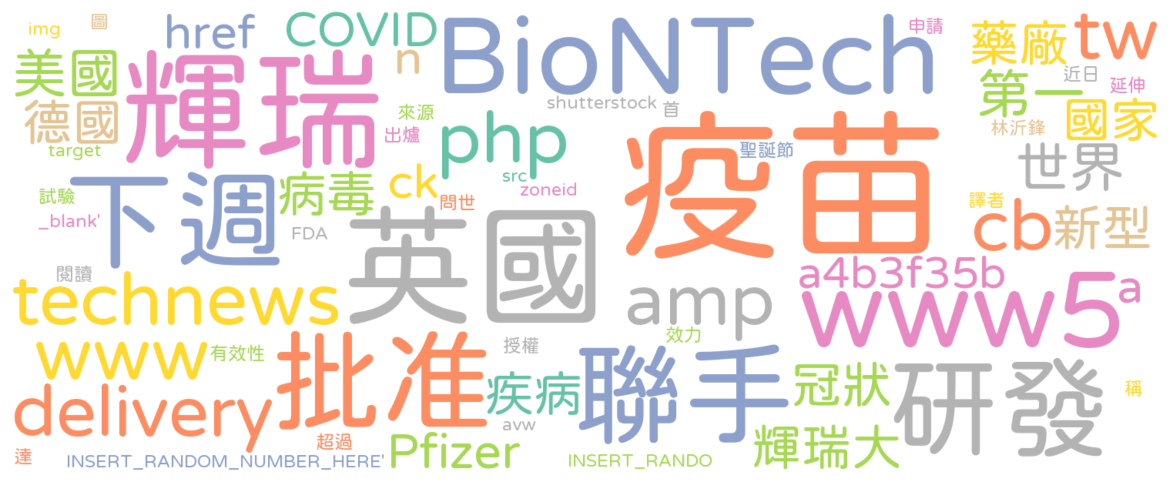 img
圖
href
COVID
BioNTech
申請
藥廠
tw
美國
輝瑞
n
shutterstock
首
第一
近日
延伸
德國
來源
出爐
php
疫苗
林沂鋒
國家
target
聖誕節
世界
下週
病毒
ck
src
zoneid
試驗
_blank'
問世
英國
譯者
cb
新型
FDA
閱讀
technews
amp
a4b3f35b
www5
a
www
有效性
批准
授權
效力
聯手
冠狀
研發
稱
delivery
疾病
avw
達
超過
Pfizer
輝瑞大
INSERT_RANDOM_NUMBER_HERE'
INSERT_RANDO